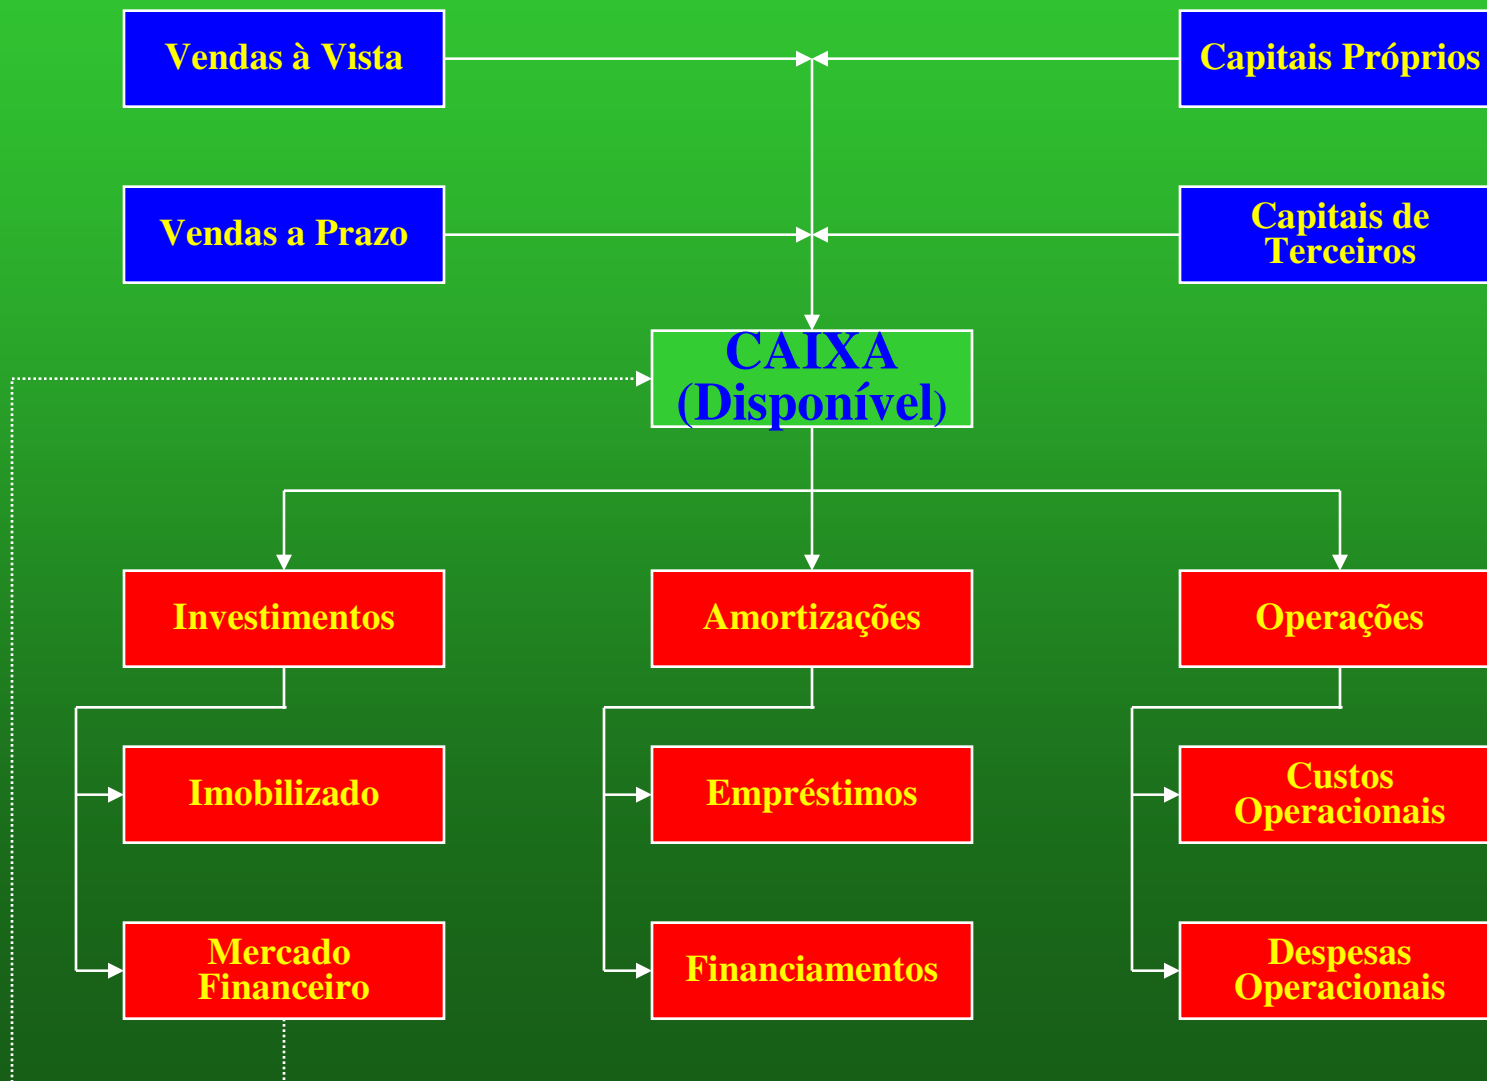 Vendas à Vista
Capitais Próprios
Vendas a Prazo
Capitais de
Terceiros
CAIXA
(Disponível)
Investimentos
Amortizações
Operações
Imobilizado
Empréstimos
Custos
Operacionais
Mercado
Financeiro
Financiamentos
Despesas
Operacionais